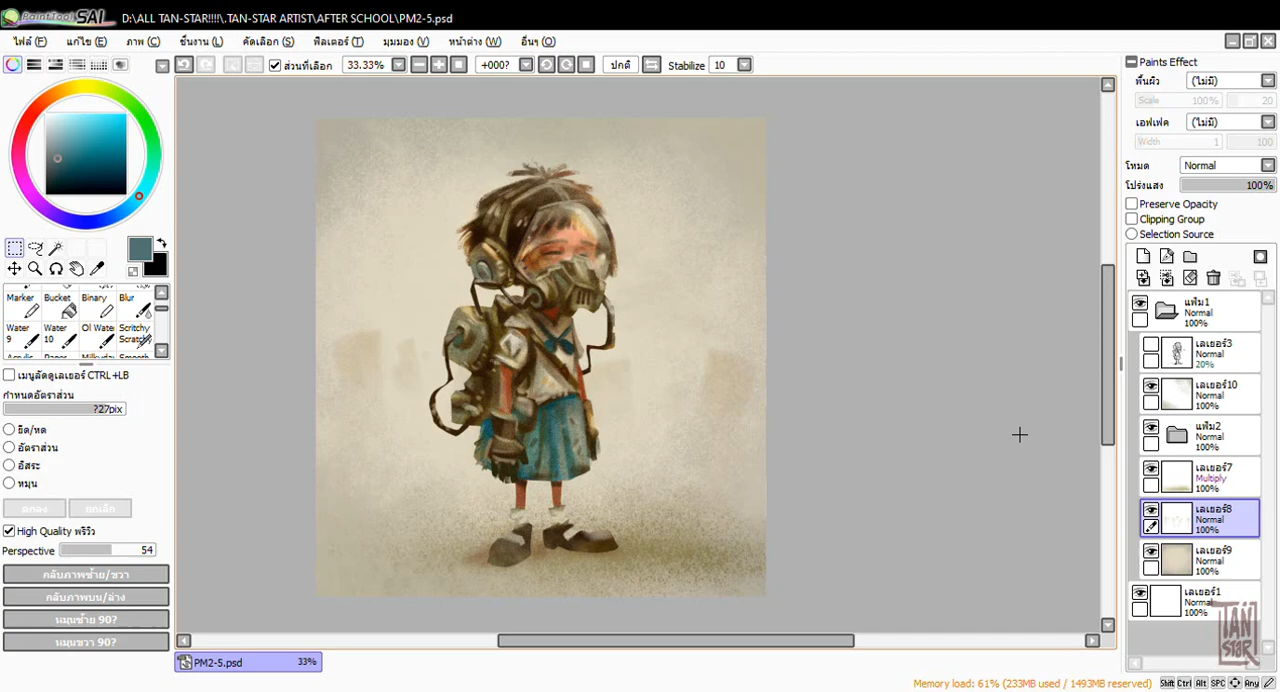 PaintTool SAI D:\ALL TAN-STAR!!!!\.TAN-STAR ARTIST\AFTER SCHOOL\PM2-5.psd
ไฟล์ (F) แก้ไข (E) ภาพ (C) ชิ้นงาน (L) คัดเลือก (S) ฟิลเตอร์ (T) มุมมอง (V) หน้าต่าง (W) อื่นๆ (O)
ส่วนที่เลือก 33.33% +000? ปกติ Stabilize 10
Paints Effect
พื้นผิว (ไม่มี)
Scale 100% 20
เอฟเฟค (ไม่มี)
Width 1 100
โหมด Normal
โปร่งแสง 100%
Preserve Opacity
Clipping Group
Selection Source
Marker Bucket Binary Blur
Water 9 Water 10 Ol Wate Scritchy Scratch
เมนูลัดดูเลเยอร์ CTRL+LB
กำหนดอัตราส่วน
?27pix
ยืด/หด
อัตราส่วน
อิสระ
หมุน
ตกลง ยกเลิก
High Quality พรีวิว
Perspective 54
กลับภาพซ้าย/ขวา
กลับภาพบน/ล่าง
หมุนซ้าย 90?
หมุนขวา 90?
แฟ้ม1
Normal
100%
เลเยอร์3
Normal
20%
เลเยอร์10
Normal
100%
แฟ้ม2
Normal
100%
เลเยอร์7
Multiply
100%
เลเยอร์8
Normal
100%
เลเยอร์9
Normal
100%
เลเยอร์1
Normal
100%
TAN STAR
PM2-5.psd 33%
Memory load: 61% (233MB used / 1493MB reserved) Shift Ctrl Alt SPC Any